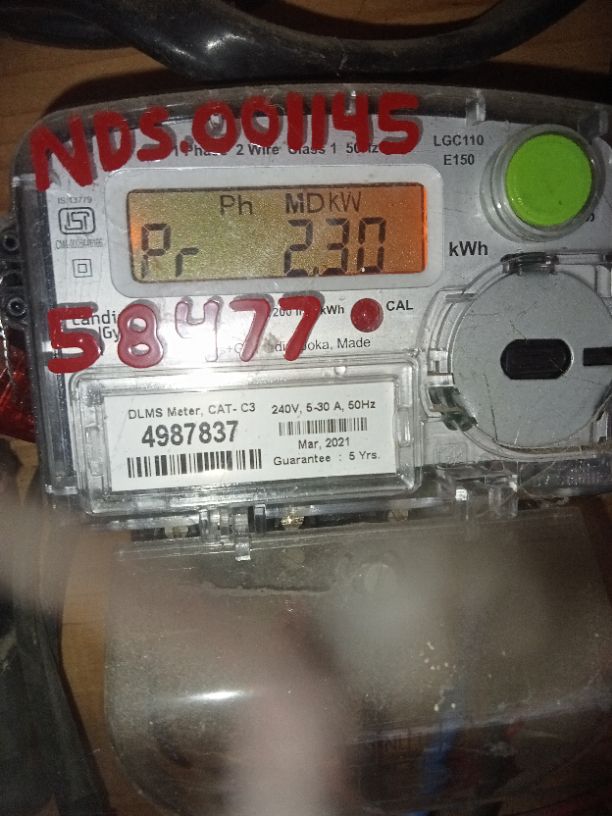 NDS.001145
1 Phase 2 Wire Class 1 50Hz
LGC110
E150
IS 13779
Ph MD kW
Pr 2.30
kWh
58477
CAL
Made
DLMS Meter, CAT- C3
4987837
240V, 5-30 A, 50Hz
Mar, 2021
Guarantee : 5 Yrs.